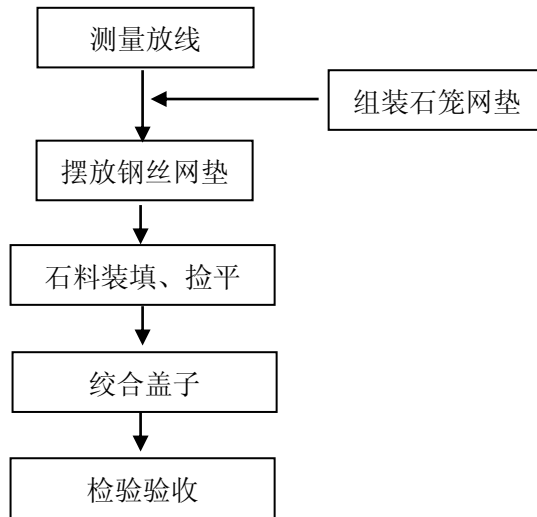 测量放线
组装石笼网垫
摆放钢丝网垫
石料装填、捡平
绞合盖子
检验验收